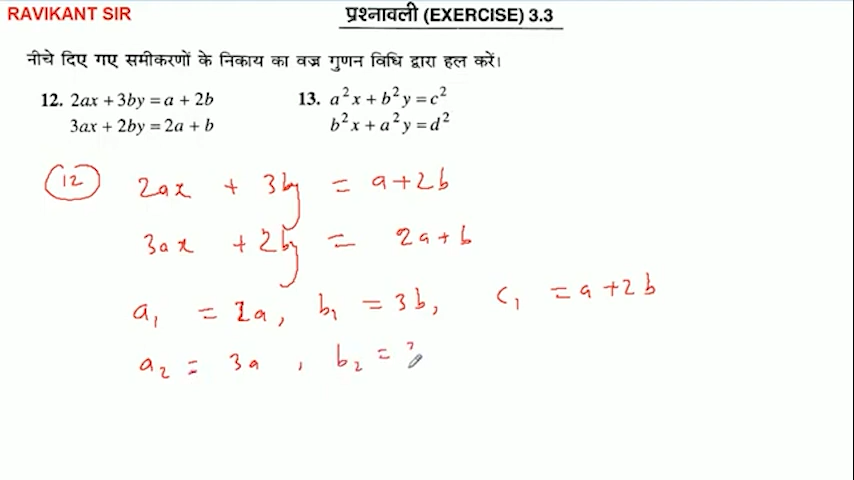 RAVIKANT SIR
प्रश्नावली (EXERCISE) 3.3
नीचे दिए गए समीकरणों के निकाय का वज्र गुणन विधि द्वारा हल करें।
12. 2ax + 3by = a + 2b
3ax + 2by = 2a + b
13. a²x + b²y = c²
b²x + a²y = d²
12 2ax + 3by = a+2b
3ax + 2by = 2a+b
a₁ = 2a, b₁ = 3b, c₁ = a+2b
a₂ = 3a , b₂ =